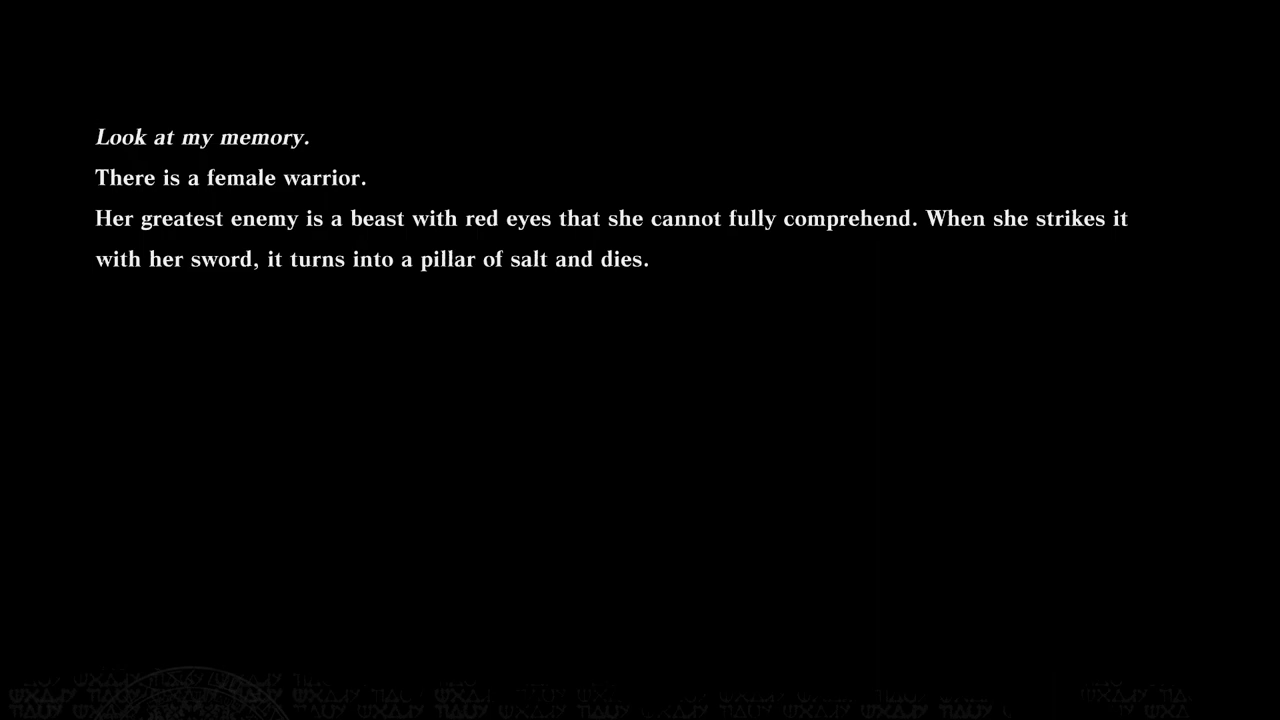 Look at my memory.
There is a female warrior.
Her greatest enemy is a beast with red eyes that she cannot fully comprehend. When she strikes it
with her sword, it turns into a pillar of salt and dies.